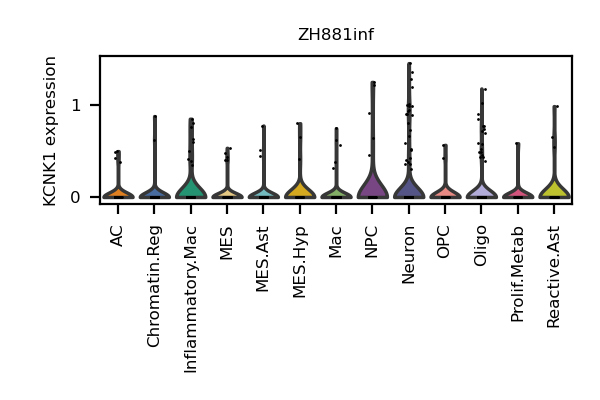 ZH881inf
KCNK1 expression
1
0
AC
Chromatin.Reg
Inflammatory.Mac
MES
MES.Ast
MES.Hyp
Mac
NPC
Neuron
OPC
Oligo
Prolif.Metab
Reactive.Ast